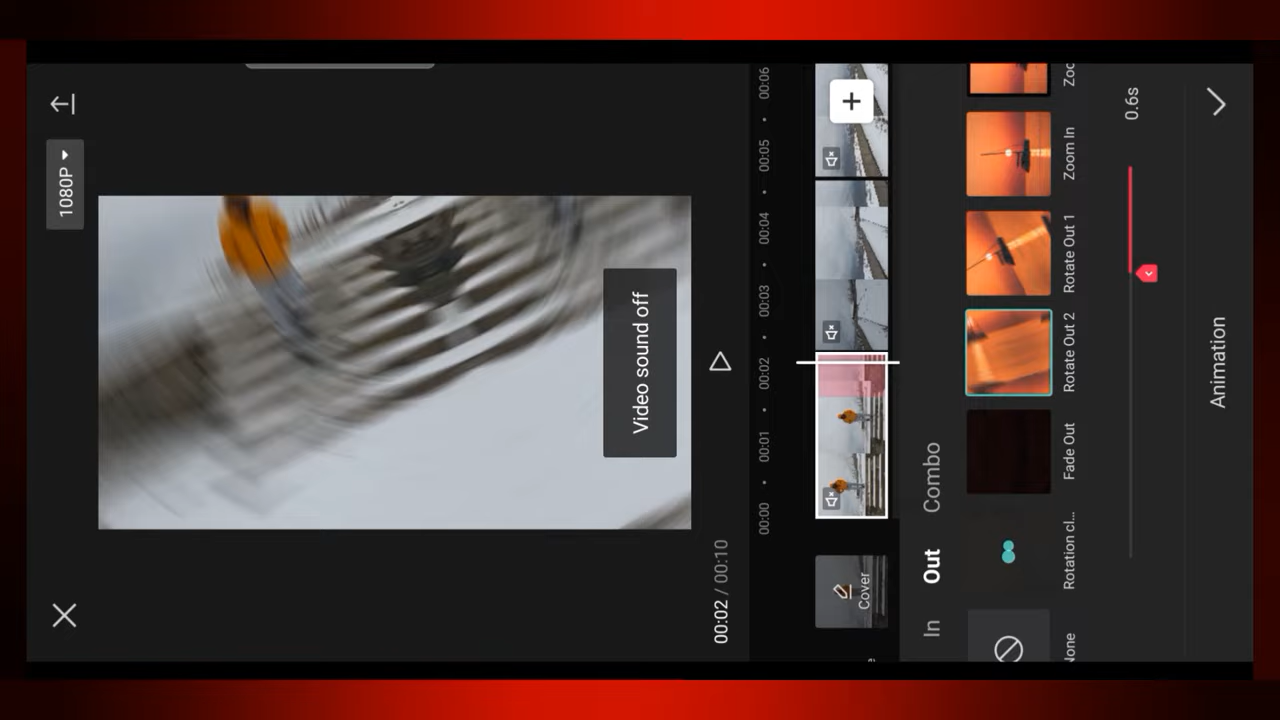 1080P
Video sound off
00:02 / 00:10
00:00
00:01
00:02
00:03
00:04
00:05
00:06
Cover
In
Out
Combo
None
Rotation cl...
Fade Out
Rotate Out 2
Rotate Out 1
Zoom In
Zoo
0.6s
Animation